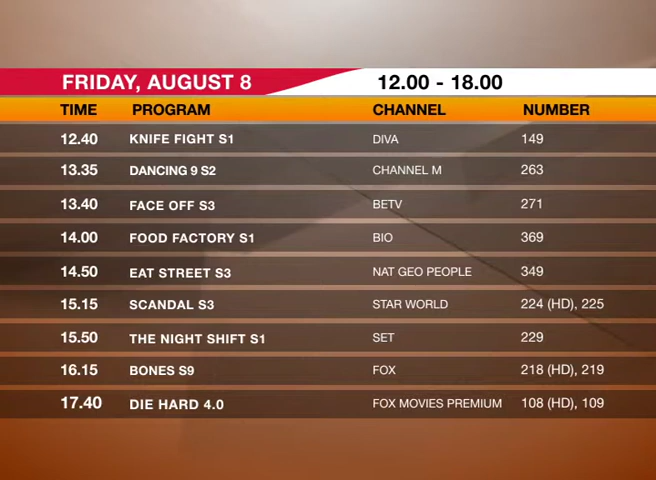 FRIDAY, AUGUST 8 12.00 - 18.00
TIME PROGRAM CHANNEL NUMBER
12.40 KNIFE FIGHT S1 DIVA 149
13.35 DANCING 9 S2 CHANNEL M 263
13.40 FACE OFF S3 BETV 271
14.00 FOOD FACTORY S1 BIO 369
14.50 EAT STREET S3 NAT GEO PEOPLE 349
15.15 SCANDAL S3 STAR WORLD 224 (HD), 225
15.50 THE NIGHT SHIFT S1 SET 229
16.15 BONES S9 FOX 218 (HD), 219
17.40 DIE HARD 4.0 FOX MOVIES PREMIUM 108 (HD), 109